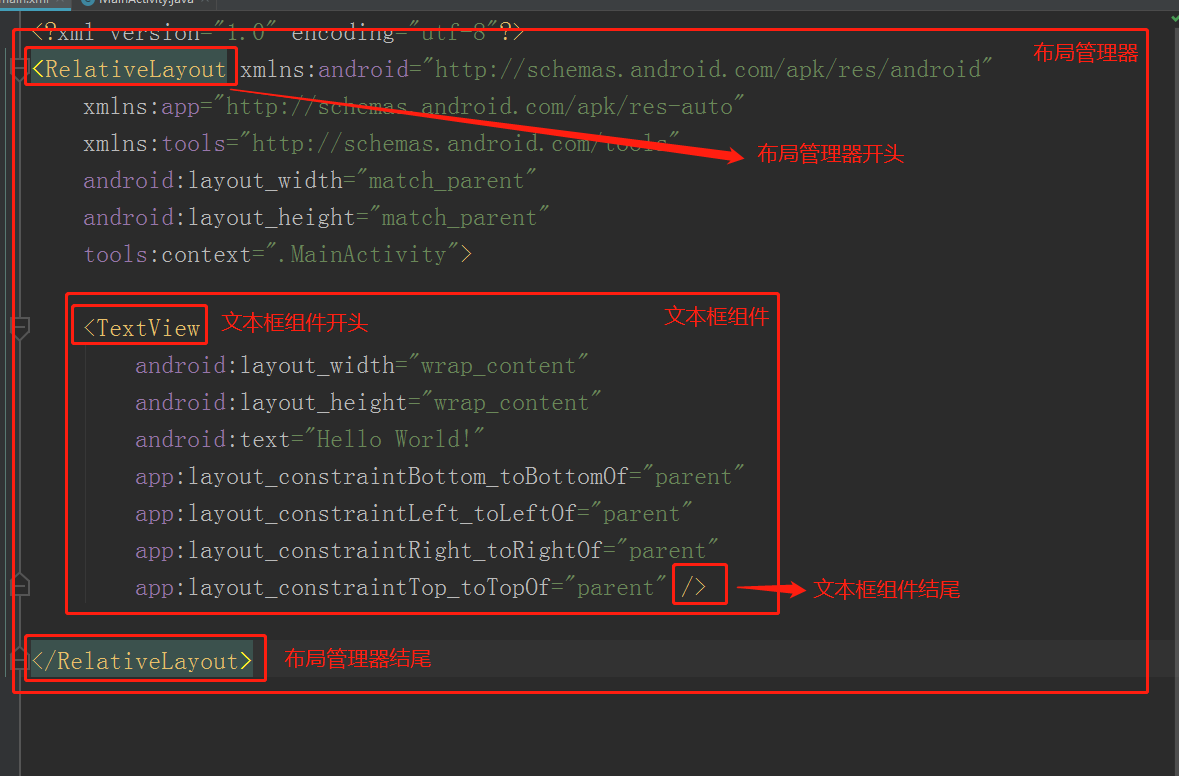 main.xml MainActivity.java
<?xml version="1.0" encoding="utf-8"?>
布局管理器
<RelativeLayout xmlns:android="http://schemas.android.com/apk/res/android"
xmlns:app="http://schemas.android.com/apk/res-auto"
xmlns:tools="http://schemas.android.com/tools"
布局管理器开头
android:layout_width="match_parent"
android:layout_height="match_parent"
tools:context=".MainActivity">
文本框组件
<TextView 文本框组件开头
android:layout_width="wrap_content"
android:layout_height="wrap_content"
android:text="Hello World!"
app:layout_constraintBottom_toBottomOf="parent"
app:layout_constraintLeft_toLeftOf="parent"
app:layout_constraintRight_toRightOf="parent"
app:layout_constraintTop_toTopOf="parent" /> 文本框组件结尾
</RelativeLayout> 布局管理器结尾